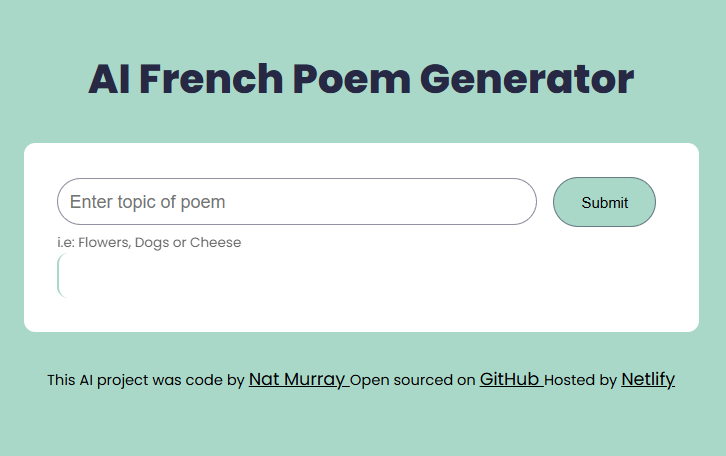 AI French Poem Generator
Enter topic of poem
Submit
i.e: Flowers, Dogs or Cheese
This AI project was code by Nat Murray Open sourced on GitHub Hosted by Netlify